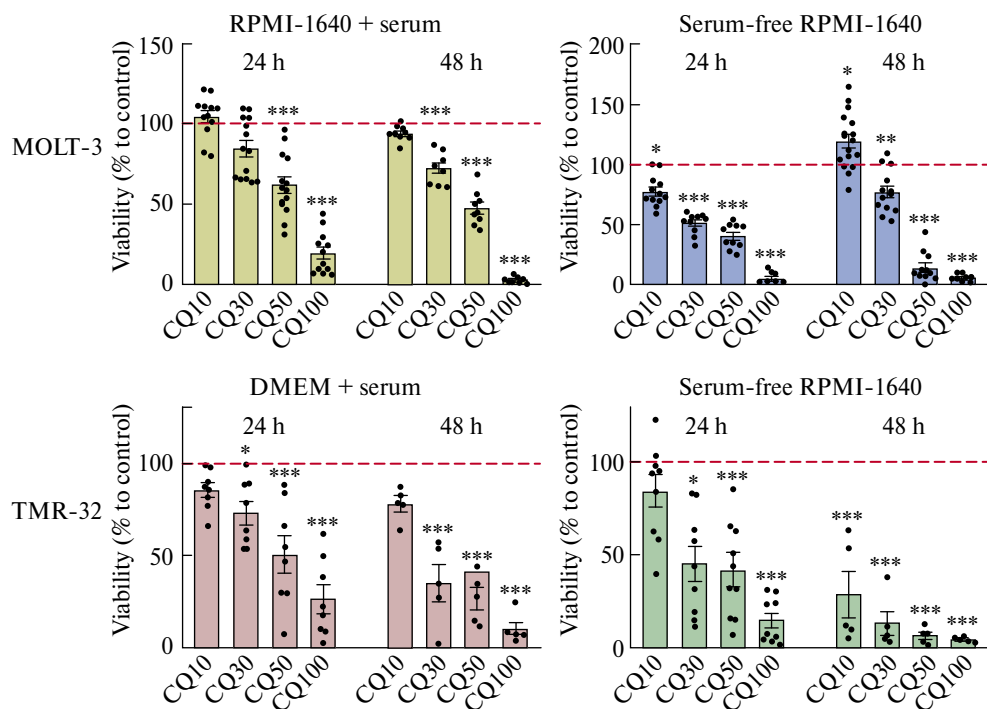 RPMI-1640 + serum
Serum-free RPMI-1640
MOLT-3
Viability (% to control)
150
100
50
0
24 h
48 h
***
***
***
***
***
***
CQ10
CQ30
CQ50
CQ100
CQ10
CQ30
CQ50
CQ100
Viability (% to control)
200
150
100
50
0
24 h
48 h
*
***
***
***
*
**
***
***
CQ10
CQ30
CQ50
CQ100
CQ10
CQ30
CQ50
CQ100
DMEM + serum
Serum-free RPMI-1640
TMR-32
Viability (% to control)
100
50
0
24 h
48 h
*
***
***
***
***
***
CQ10
CQ30
CQ50
CQ100
CQ10
CQ30
CQ50
CQ100
Viability (% to control)
100
50
0
24 h
48 h
*
***
***
***
***
***
***
CQ10
CQ30
CQ50
CQ100
CQ10
CQ30
CQ50
CQ100